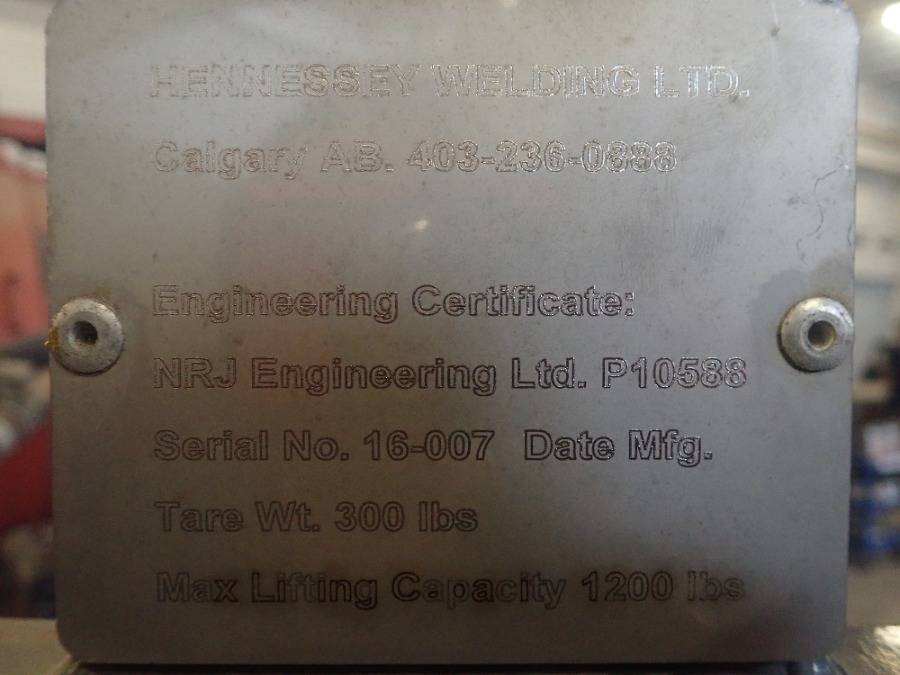 HENNESSEY WELDING LTD.
Calgary AB. 403-236-0888
Engineering Certificate:
NRJ Engineering Ltd. P10588
Serial No. 16-007 Date Mfg.
Tare Wt. 300 lbs
Max Lifting Capacity 1200 lbs